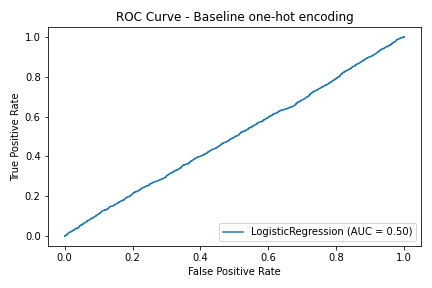 ROC Curve - Baseline one-hot encoding
1.0
0.8
0.6
0.4
0.2
0.0
True Positive Rate
LogisticRegression (AUC = 0.50)
0.0 0.2 0.4 0.6 0.8 1.0
False Positive Rate